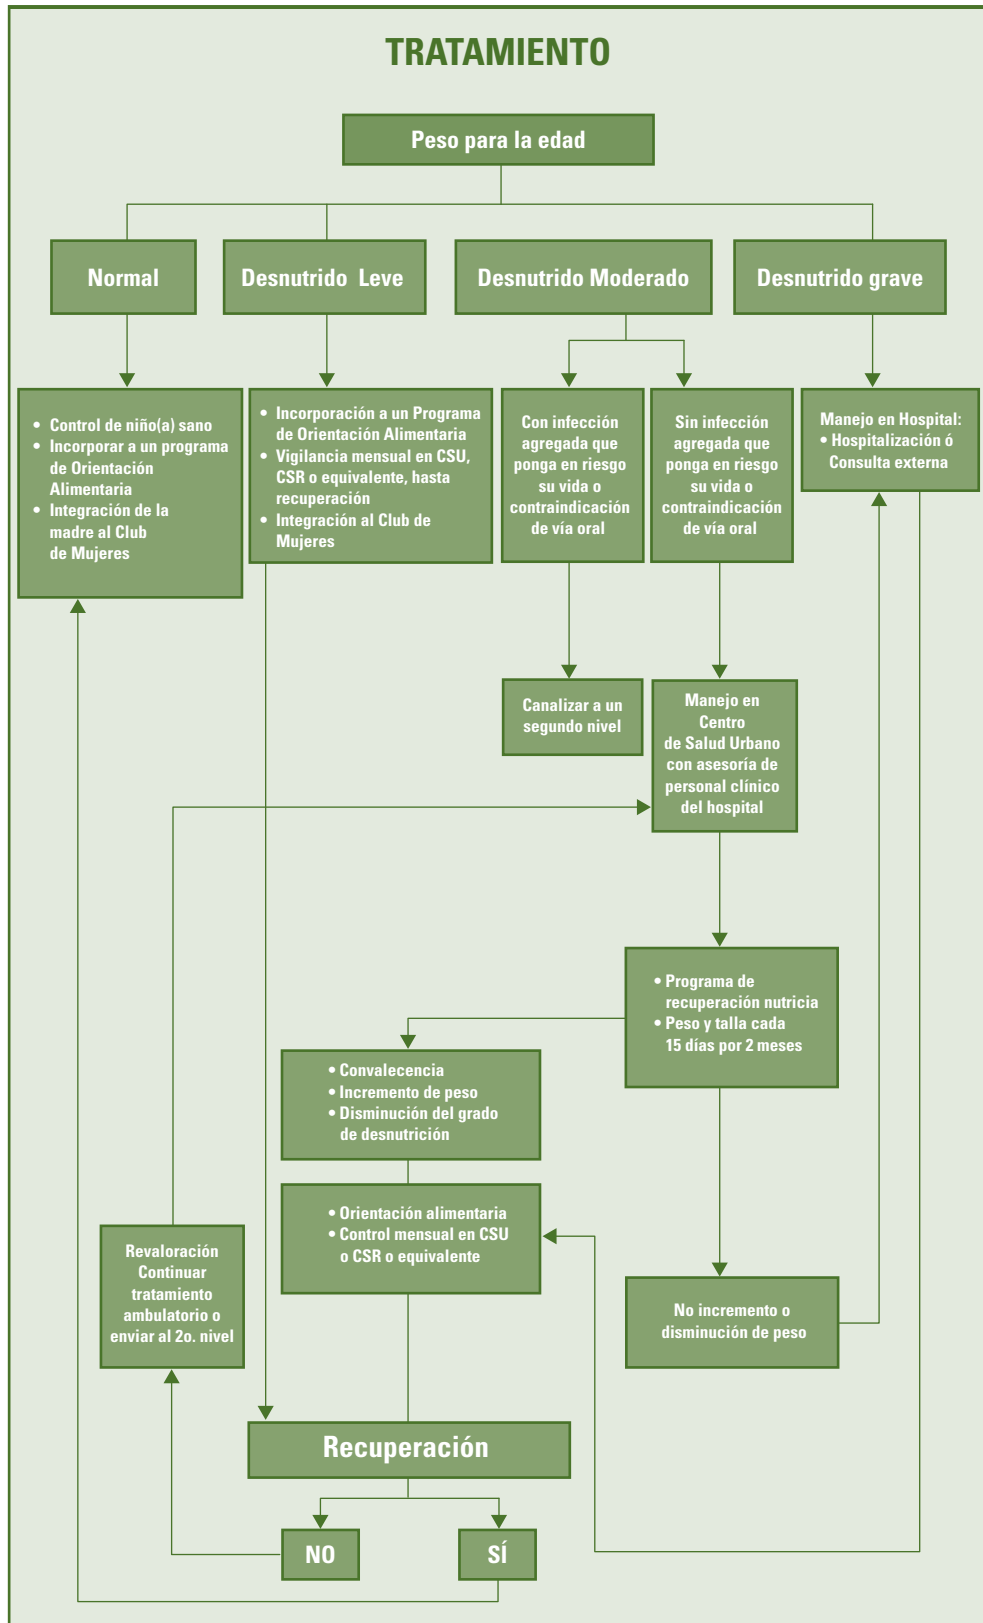 TRATAMIENTO
Peso para la edad
Normal
Desnutrido Leve
Desnutrido Moderado
Desnutrido grave
• Control de niño(a) sano
• Incorporar a un programa
de Orientación
Alimentaria
• Integración de la
madre al Club
de Mujeres
• Incorporación a un Programa
de Orientación Alimentaria
• Vigilancia mensual en CSU,
CSR o equivalente, hasta
recuperación
• Integración al Club de
Mujeres
Con infección
agregada que
ponga en riesgo
su vida o
contraindicación
de vía oral
Sin infección
agregada que
ponga en riesgo
su vida o
contraindicación
de vía oral
Manejo en Hospital:
• Hospitalización ó
Consulta externa
Canalizar a un
segundo nivel
Manejo en
Centro
de Salud Urbano
con asesoría de
personal clínico
del hospital
• Programa de
recuperación nutricia
• Peso y talla cada
15 días por 2 meses
• Convalecencia
• Incremento de peso
• Disminución del grado
de desnutrición
• Orientación alimentaria
• Control mensual en CSU
o CSR o equivalente
Revaloración
Continuar
tratamiento
ambulatorio o
enviar al 2o. nivel
No incremento o
disminución de peso
Recuperación
NO
SÍ